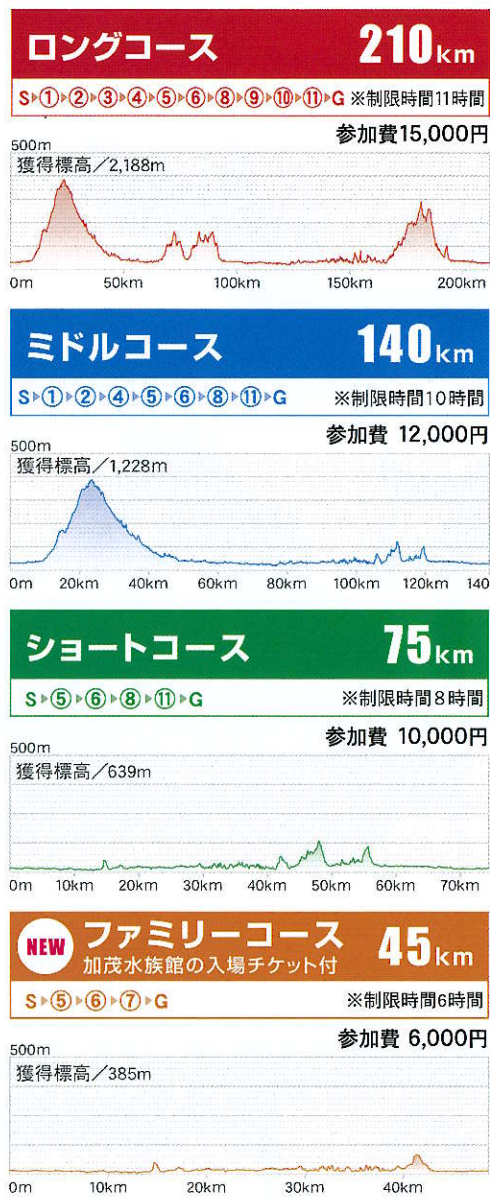 ロングコース 210km
S▶①▶②▶③▶④▶⑤▶⑥▶⑧▶⑨▶⑩▶⑪▶G ※制限時間11時間
参加費15,000円
500m
獲得標高／2,188m
0m 50km 100km 150km 200km
ミドルコース 140km
S▶①▶②▶④▶⑤▶⑥▶⑧▶⑪▶G ※制限時間10時間
参加費 12,000円
500m
獲得標高／1,228m
0m 20km 40km 60km 80km 100km 120km 140
ショートコース 75km
S▶⑤▶⑥▶⑧▶⑪▶G ※制限時間8時間
参加費 10,000円
500m
獲得標高／639m
0m 10km 20km 30km 40km 50km 60km 70km
NEW ファミリーコース 45km
加茂水族館の入場チケット付
S▶⑤▶⑥▶⑦▶G ※制限時間6時間
参加費 6,000円
500m
獲得標高／385m
0m 10km 20km 30km 40km